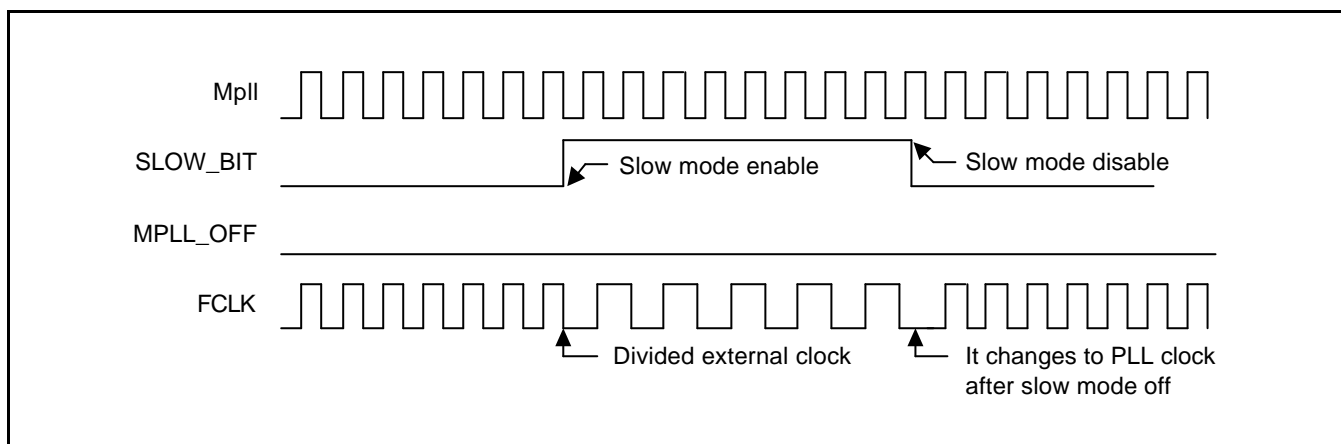 Mpll
SLOW_BIT
Slow mode enable
Slow mode disable
MPLL_OFF
FCLK
Divided external clock
It changes to PLL clock
after slow mode off